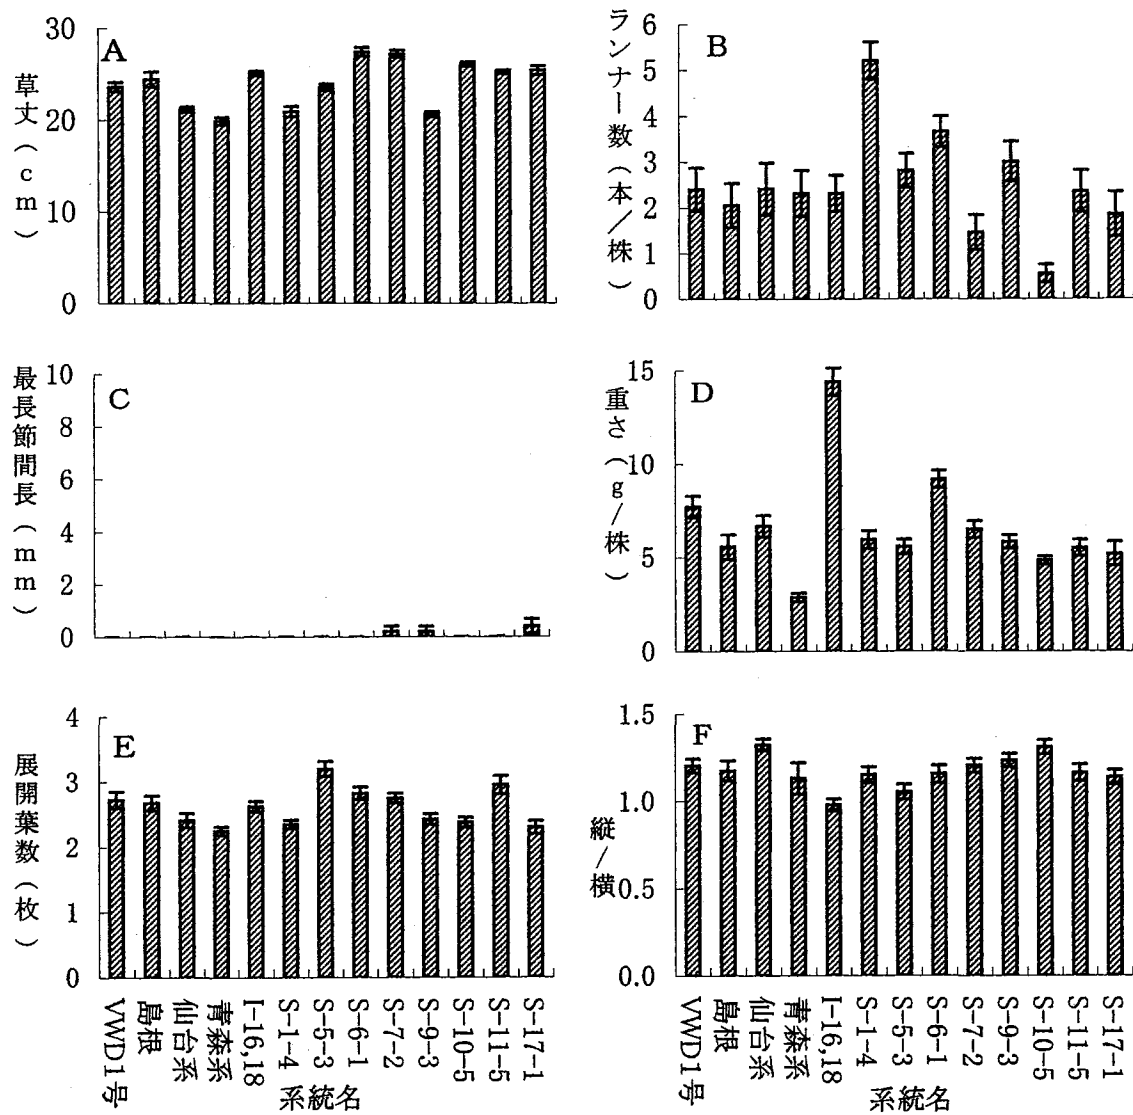 A
草丈(cm)
30
20
10
0
B
ランナー数(本/株)
6
5
4
3
2
1
0
C
最長節間長(mm)
10
8
6
4
2
0
D
重さ(g/株)
15
10
5
0
E
展開葉数(枚)
4
3
2
1
0
VWD1号
島根
仙台系
青森系
I-16,18
S-1-4
S-5-3
S-6-1
S-7-2
S-9-3
S-10-5
S-11-5
S-17-1
系統名
F
縦/横
1.5
1.0
0.5
0.0
VWD1号
島根
仙台系
青森系
I-16,18
S-1-4
S-5-3
S-6-1
S-7-2
S-9-3
S-10-5
S-11-5
S-17-1
系統名